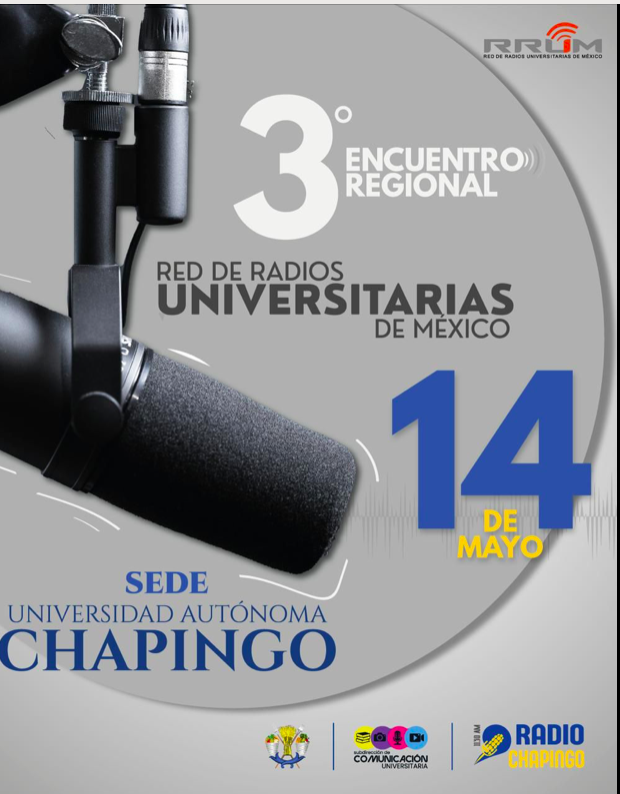 RRUM
RED DE RADIOS UNIVERSITARIAS DE MÉXICO
3°
ENCUENTRO
REGIONAL
RED DE RADIOS
UNIVERSITARIAS
DE MÉXICO
14
DE
MAYO
SEDE
UNIVERSIDAD AUTÓNOMA
CHAPINGO
subdirección de
COMUNICACIÓN
UNIVERSITARIA
RADIO
CHAPINGO